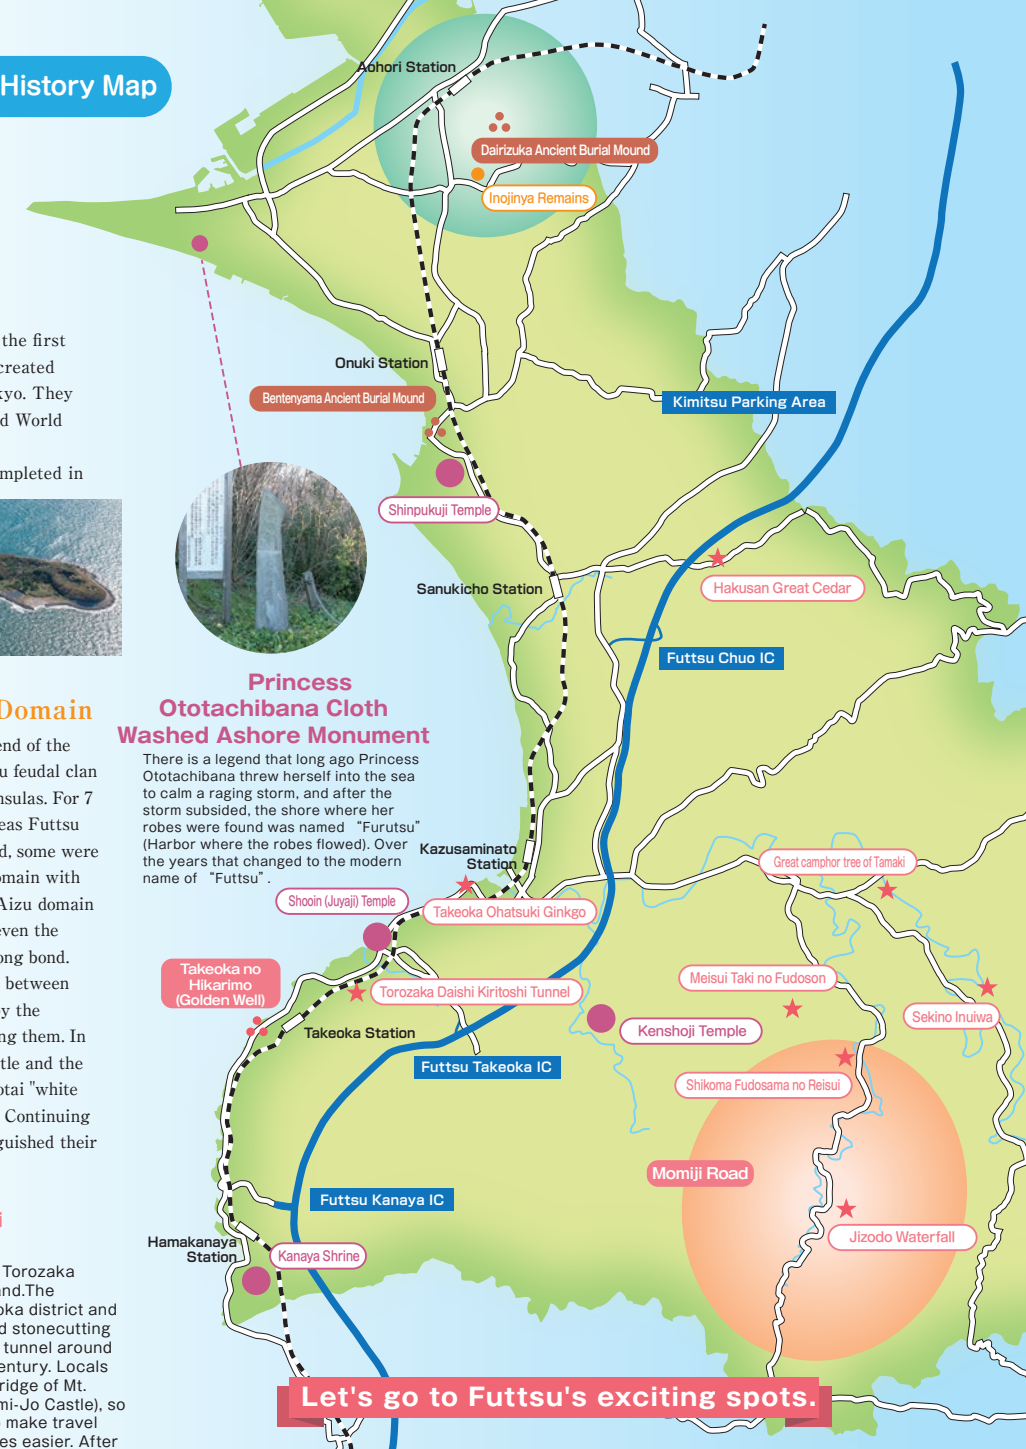 History Map
the first
created
kyo. They
d World
mpleted in
Domain
end of the
u feudal clan
nsulas. For 7
eas Futtsu
d, some were
omain with
Aizu domain
even the
ong bond.
between
by the
ng them. In
tle and the
otai "white
Continuing
guished their
i
Torozaka
and.The
oka district and
d stonecutting
tunnel around
entury. Locals
ridge of Mt.
mi-Jo Castle), so
make travel
es easier. After
Aohori Station
Dairizuka Ancient Burial Mound
Inojinya Remains
Onuki Station
Bentenyama Ancient Burial Mound
Kimitsu Parking Area
Shinpukuji Temple
Sanukicho Station
Hakusan Great Cedar
Futtsu Chuo IC
Princess
Ototachibana Cloth
Washed Ashore Monument
There is a legend that long ago Princess
Ototachibana threw herself into the sea
to calm a raging storm, and after the
storm subsided, the shore where her
robes were found was named “Furutsu”
(Harbor where the robes flowed). Over
the years that changed to the modern
name of “Futtsu”.
Kazusaminato
Station
Great camphor tree of Tamaki
Shooin (Juyaji) Temple
Takeoka Ohatsuki Ginkgo
Takeoka no
Hikarimo
(Golden Well)
Torozaka Daishi Kiritoshi Tunnel
Meisui Taki no Fudoson
Sekino Inuiwa
Takeoka Station
Kenshoji Temple
Futtsu Takeoka IC
Shikoma Fudosama no Reisui
Momiji Road
Futtsu Kanaya IC
Jizodo Waterfall
Hamakanaya
Station
Kanaya Shrine
Let's go to Futtsu's exciting spots.